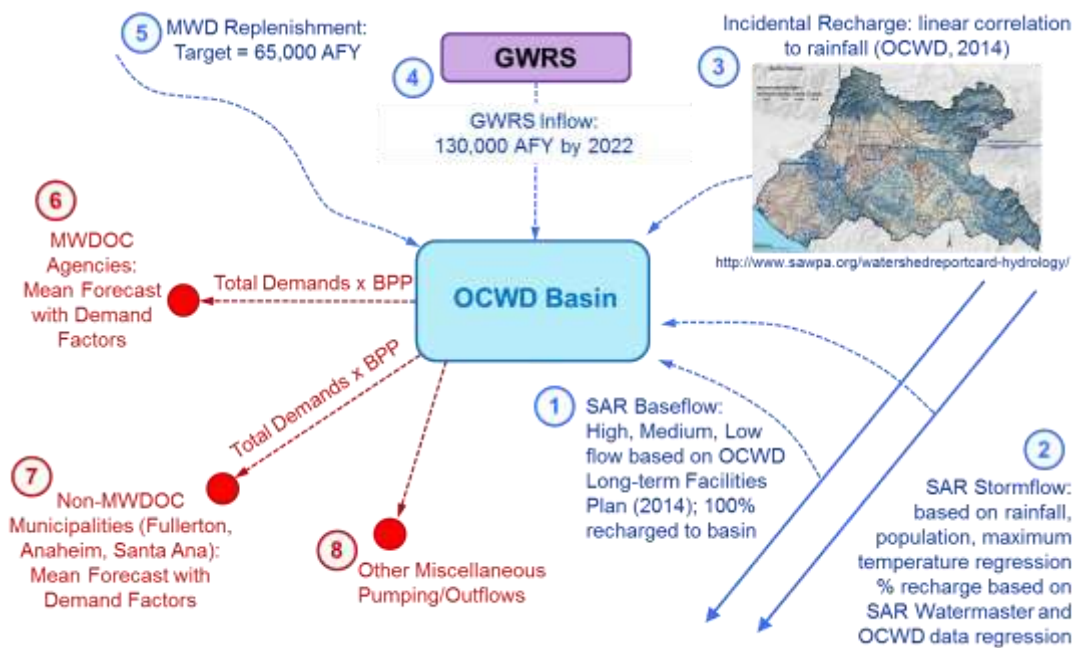 5
MWD Replenishment:
Target = 65,000 AFY
GWRS
4
GWRS Inflow:
130,000 AFY by 2022
Incidental Recharge: linear correlation
to rainfall (OCWD, 2014)
3
http://www.sawpa.org/watershedreportcard-hydrology/
6
MWDOC
Agencies:
Mean Forecast
with Demand
Factors
Total Demands x BPP
OCWD Basin
Total Demands x BPP
7
Non-MWDOC
Municipalities (Fullerton,
Anaheim, Santa Ana):
Mean Forecast with
Demand Factors
8
Other Miscellaneous
Pumping/Outflows
1
SAR Baseflow:
High, Medium, Low
flow based on OCWD
Long-term Facilities
Plan (2014); 100%
recharged to basin
2
SAR Stormflow:
based on rainfall,
population, maximum
temperature regression
% recharge based on
SAR Watermaster and
OCWD data regression